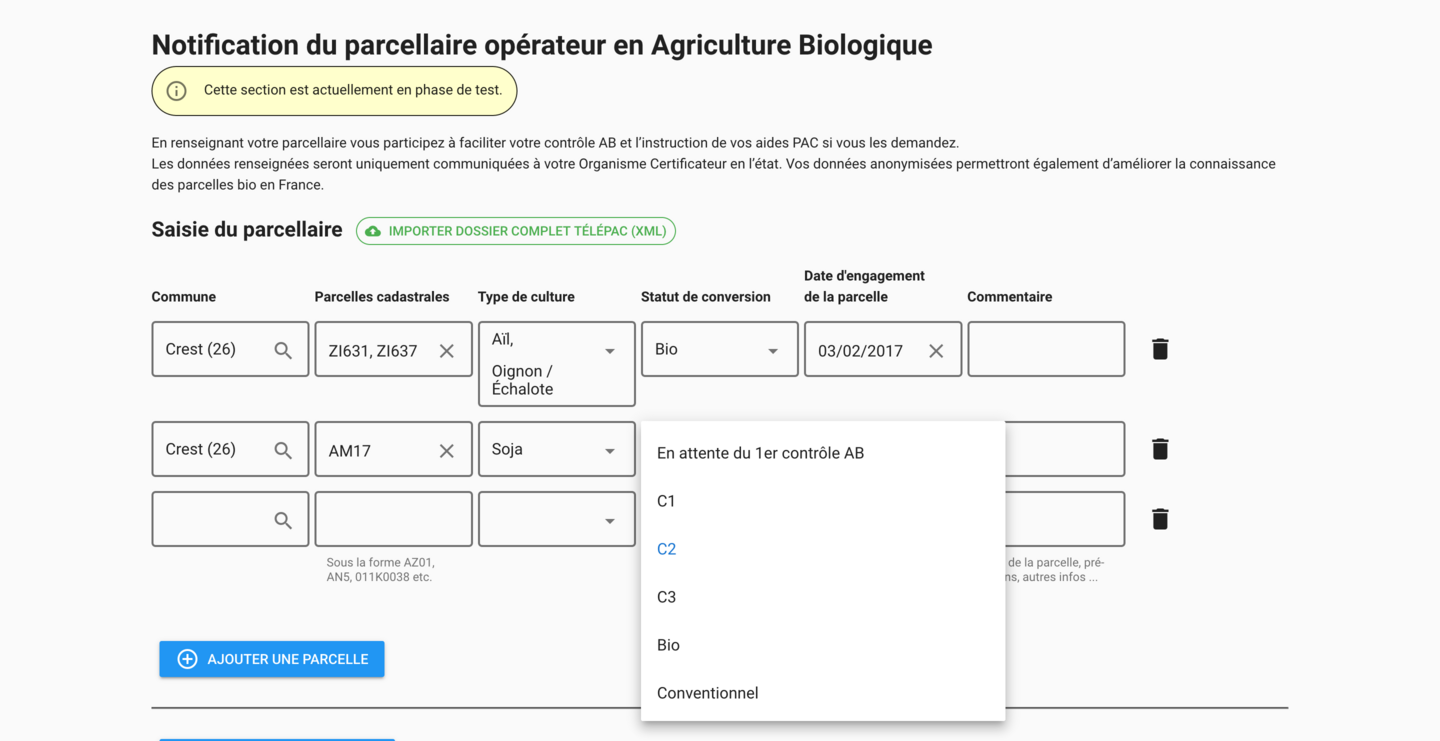 Notification du parcellaire opérateur en Agriculture Biologique
Cette section est actuellement en phase de test.
En renseignant votre parcellaire vous participez à faciliter votre contrôle AB et l'instruction de vos aides PAC si vous les demandez.
Les données renseignées seront uniquement communiquées à votre Organisme Certificateur en l'état. Vos données anonymisées permettront également d'améliorer la connaissance
des parcelles bio en France.
Saisie du parcellaire
IMPORTER DOSSIER COMPLET TÉLÉPAC (XML)
Commune
Parcelles cadastrales
Type de culture
Statut de conversion
Date d'engagement
de la parcelle
Commentaire
Crest (26)
ZI631, ZI637
Aïl,
Oignon /
Échalote
Bio
03/02/2017
Crest (26)
AM17
Soja
En attente du 1er contrôle AB
C1
C2
C3
Bio
Conventionnel
Sous la forme AZ01,
AN5, 011K0038 etc.
de la parcelle, pré-
ns, autres infos ...
AJOUTER UNE PARCELLE